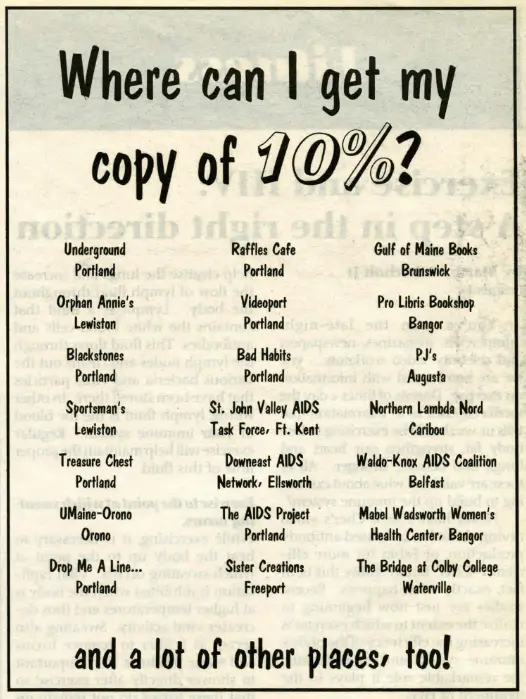 Where can I get my
copy of 10%?
Underground
Portland
Orphan Annie's
Lewiston
Blackstones
Portland
Sportsman's
Lewiston
Treasure Chest
Portland
UMaine-Orono
Orono
Drop Me A Line...
Portland
Raffles Cafe
Portland
Videoport
Portland
Bad Habits
Portland
St. John Valley AIDS
Task Force, Ft. Kent
Downeast AIDS
Network, Ellsworth
The AIDS Project
Portland
Sister Creations
Freeport
Gulf of Maine Books
Brunswick
Pro Libris Bookshop
Bangor
PJ's
Augusta
Northern Lambda Nord
Caribou
Waldo-Knox AIDS Coalition
Belfast
Mabel Wadsworth Women's
Health Center, Bangor
The Bridge at Colby College
Waterville
and a lot of other places, too!